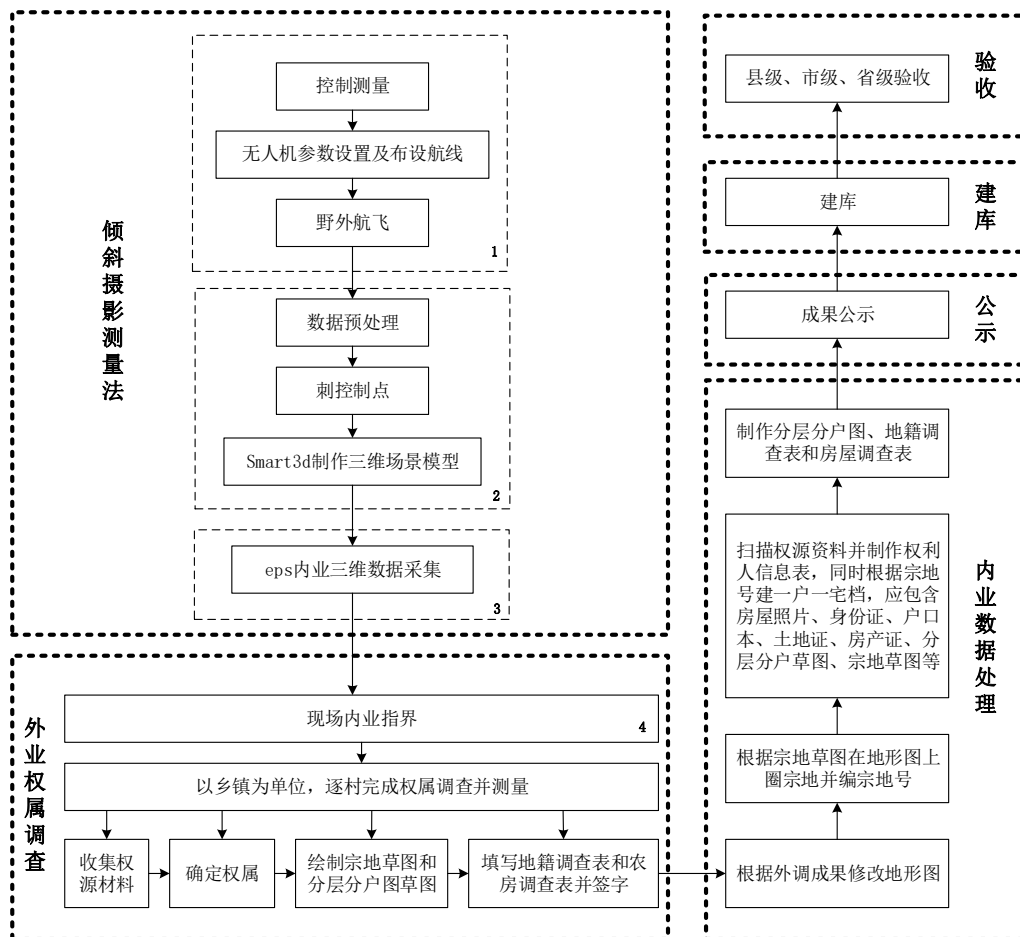 倾斜摄影测量法
控制测量
无人机参数设置及布设航线
野外航飞
1
数据预处理
刺控制点
Smart3d制作三维场景模型
2
eps内业三维数据采集
3
外业权属调查
现场内业指界
4
以乡镇为单位，逐村完成权属调查并测量
收集权
源材料
确定权属
绘制宗地草图和
分层分户图草图
填写地籍调查表和农
房调查表并签字
验收
县级、市级、省级验收
建库
建库
公示
成果公示
内业数据处理
制作分层分户图、地籍调
查表和房屋调查表
扫描权源资料并制作权利
人信息表，同时根据宗地
号建一户一宅档，应包含
房屋照片、身份证、户口
本、土地证、房产证、分
层分户草图、宗地草图等
根据宗地草图在地形图上
圈宗地并编宗地号
根据外调成果修改地形图